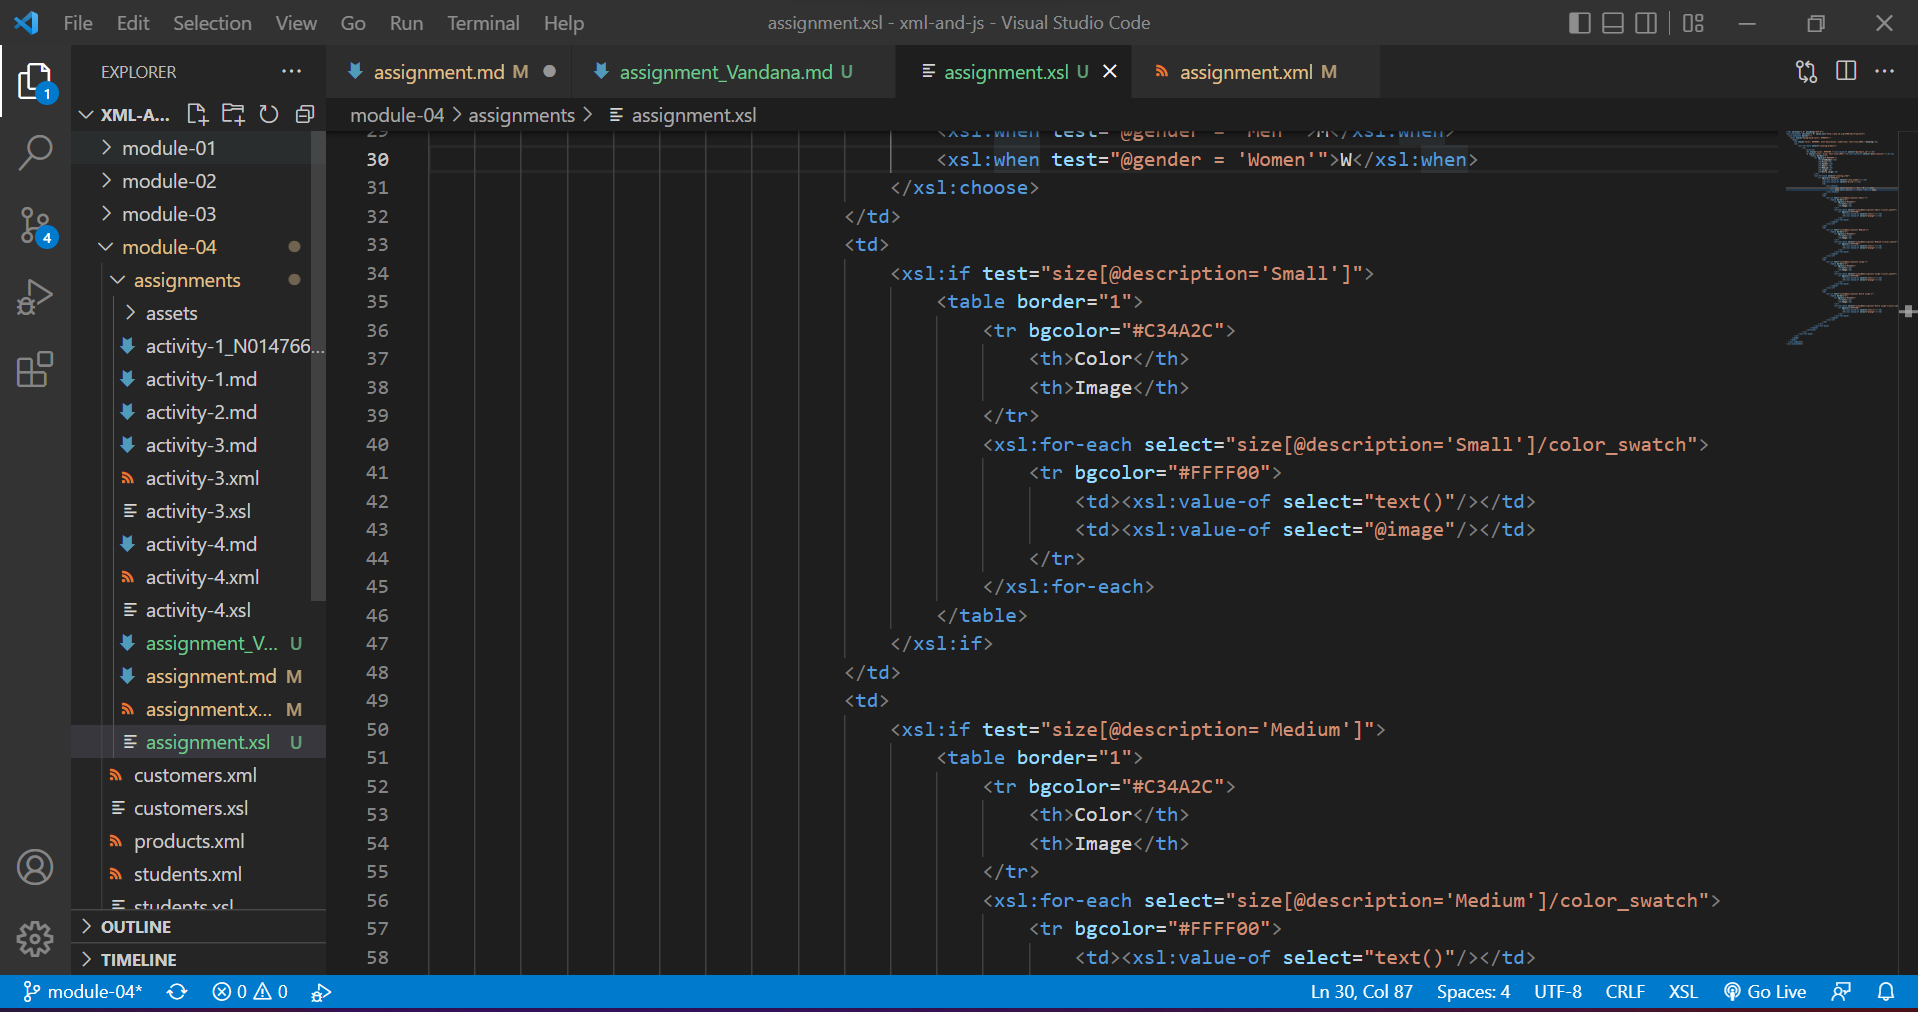 File Edit Selection View Go Run Terminal Help
assignment.xsl - xml-and-js - Visual Studio Code
EXPLORER
assignment.md M
assignment_Vandana.md U
assignment.xsl U
assignment.xml M
1
XML-A...
module-04 > assignments > assignment.xsl
module-01
module-02
module-03
module-04
assignments
assets
activity-1_N014766...
activity-1.md
activity-2.md
activity-3.md
activity-3.xml
activity-3.xsl
activity-4.md
activity-4.xml
activity-4.xsl
assignment_V... U
assignment.md M
assignment.x... M
assignment.xsl U
customers.xml
customers.xsl
products.xml
students.xml
students.xsl
OUTLINE
TIMELINE
4
29 <xsl:when test="@gender = 'Men'">M</xsl:when>
30 <xsl:when test="@gender = 'Women'">W</xsl:when>
31 </xsl:choose>
32 </td>
33 <td>
34 <xsl:if test="size[@description='Small']">
35 <table border="1">
36 <tr bgcolor="#C34A2C">
37 <th>Color</th>
38 <th>Image</th>
39 </tr>
40 <xsl:for-each select="size[@description='Small']/color_swatch">
41 <tr bgcolor="#FFFF00">
42 <td><xsl:value-of select="text()"/></td>
43 <td><xsl:value-of select="@image"/></td>
44 </tr>
45 </xsl:for-each>
46 </table>
47 </xsl:if>
48 </td>
49 <td>
50 <xsl:if test="size[@description='Medium']">
51 <table border="1">
52 <tr bgcolor="#C34A2C">
53 <th>Color</th>
54 <th>Image</th>
55 </tr>
56 <xsl:for-each select="size[@description='Medium']/color_swatch">
57 <tr bgcolor="#FFFF00">
58 <td><xsl:value-of select="text()"/></td>
module-04* 0 0
Ln 30, Col 87 Spaces: 4 UTF-8 CRLF XSL Go Live